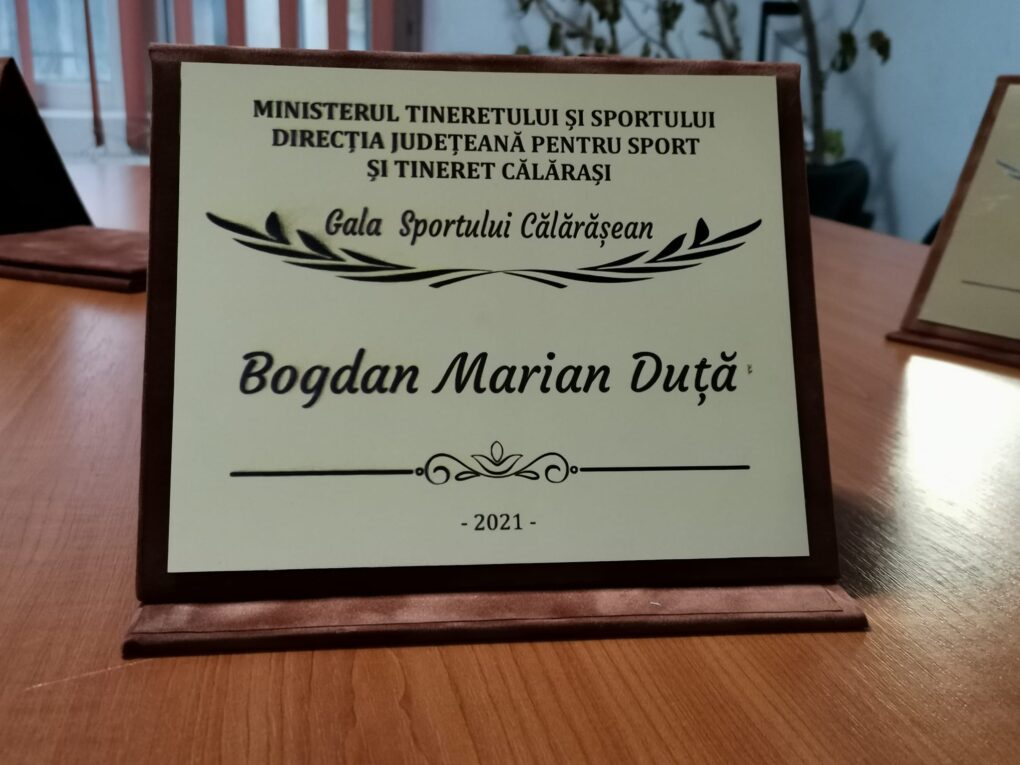 MINISTERUL TINERETULUI ȘI SPORTULUI
DIRECȚIA JUDEȚEANĂ PENTRU SPORT
ȘI TINERET CĂLĂRAȘI
Gala Sportului Călărășean
Bogdan Marian Duță
- 2021 -